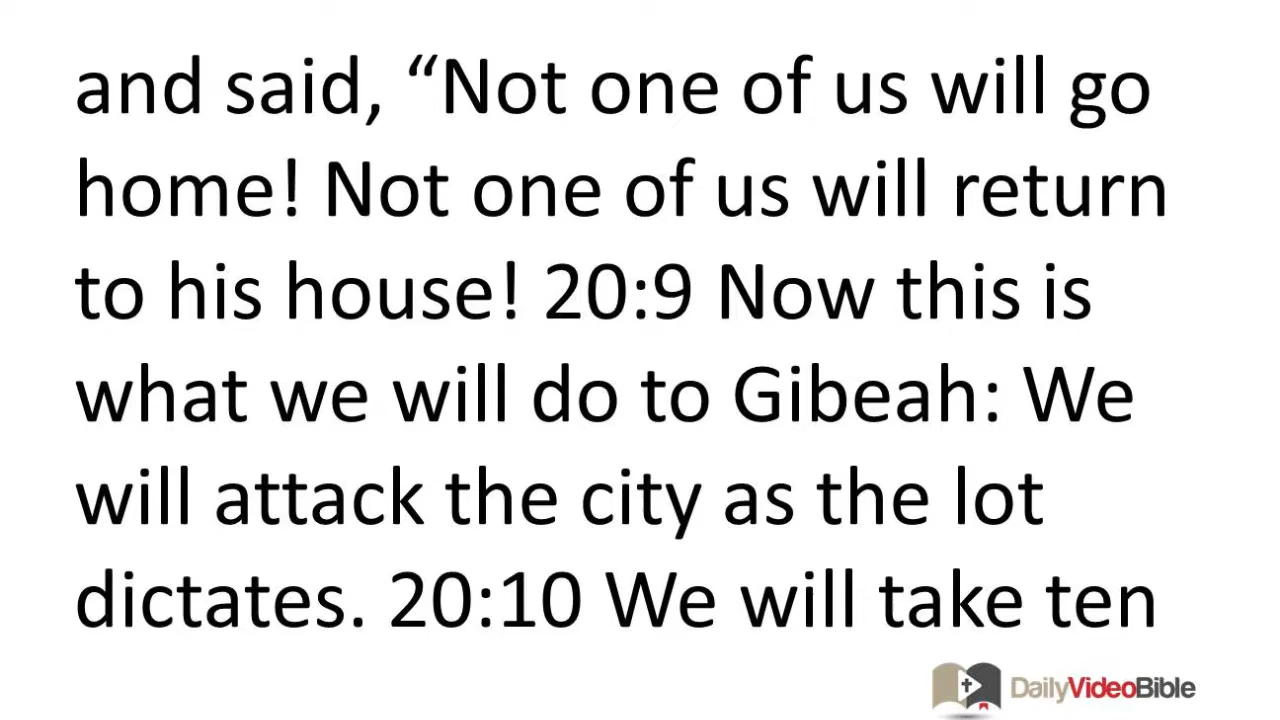 and said, “Not one of us will go
home! Not one of us will return
to his house! 20:9 Now this is
what we will do to Gibeah: We
will attack the city as the lot
dictates. 20:10 We will take ten
DailyVideoBible